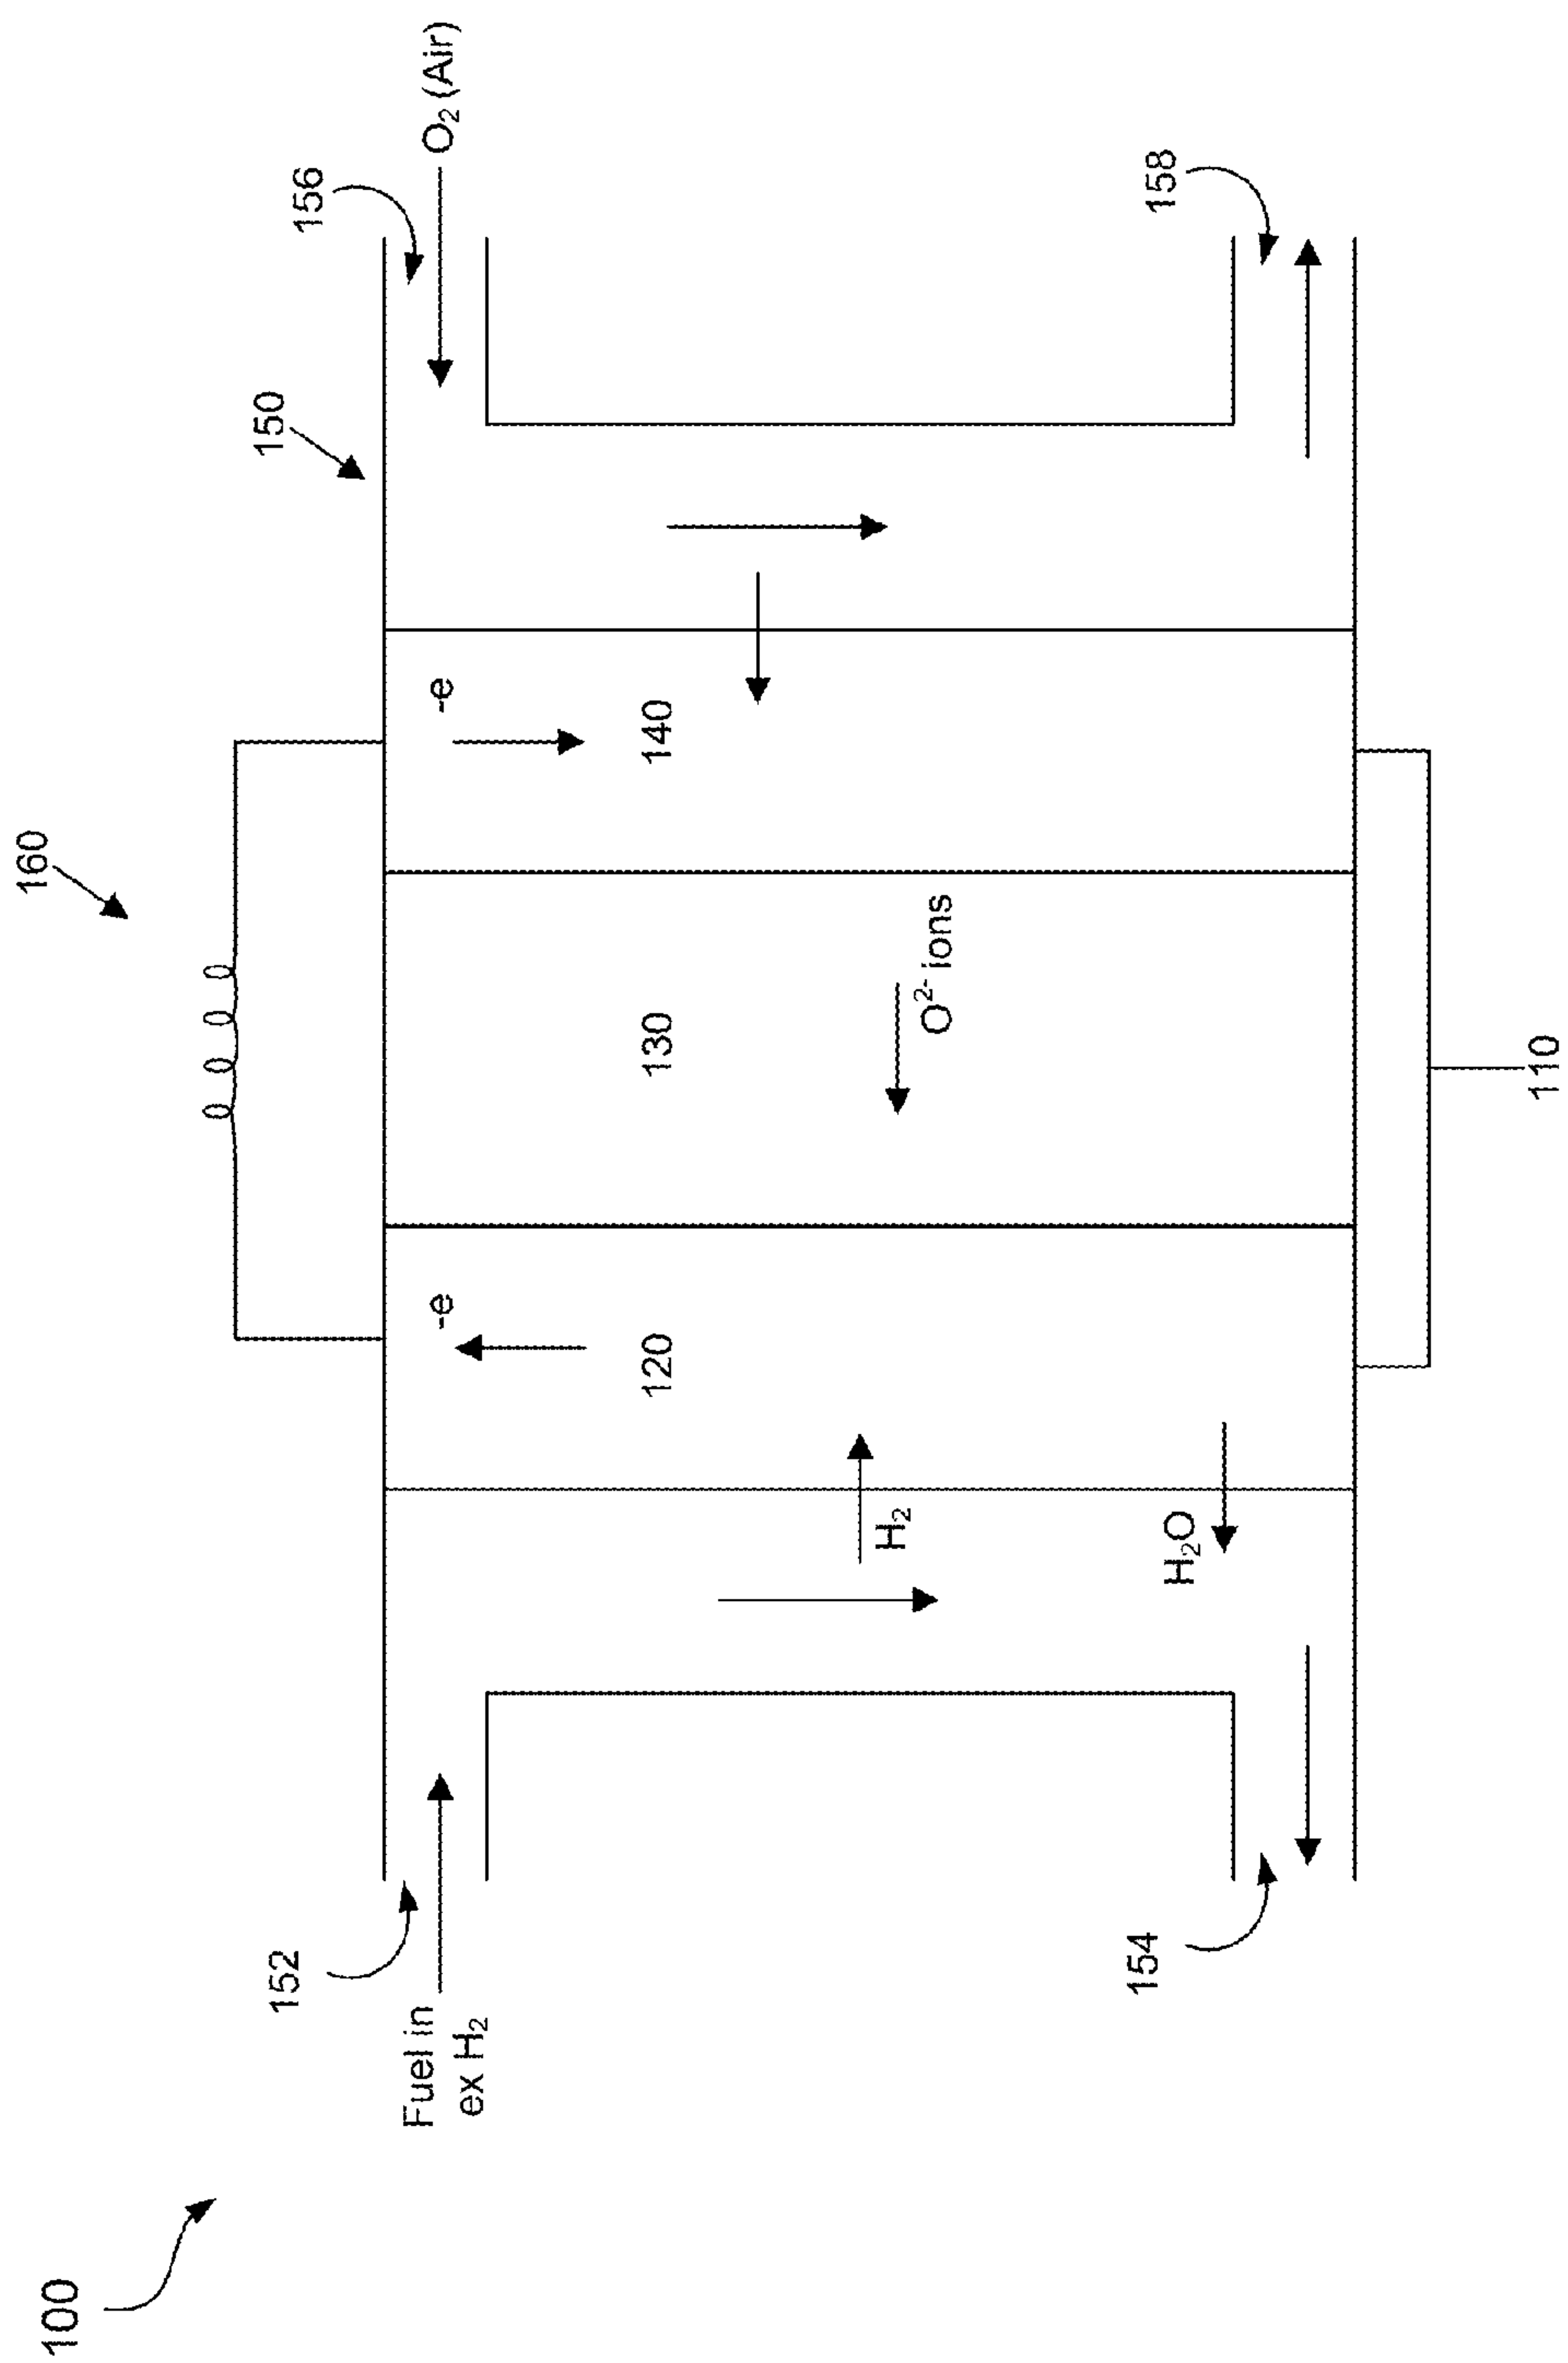 100
160
150
156
O₂ (Air)
152
Fuel in
ex H₂
-e
-e
120
130
140
H₂
O²⁻ ions
H₂O
154
158
110